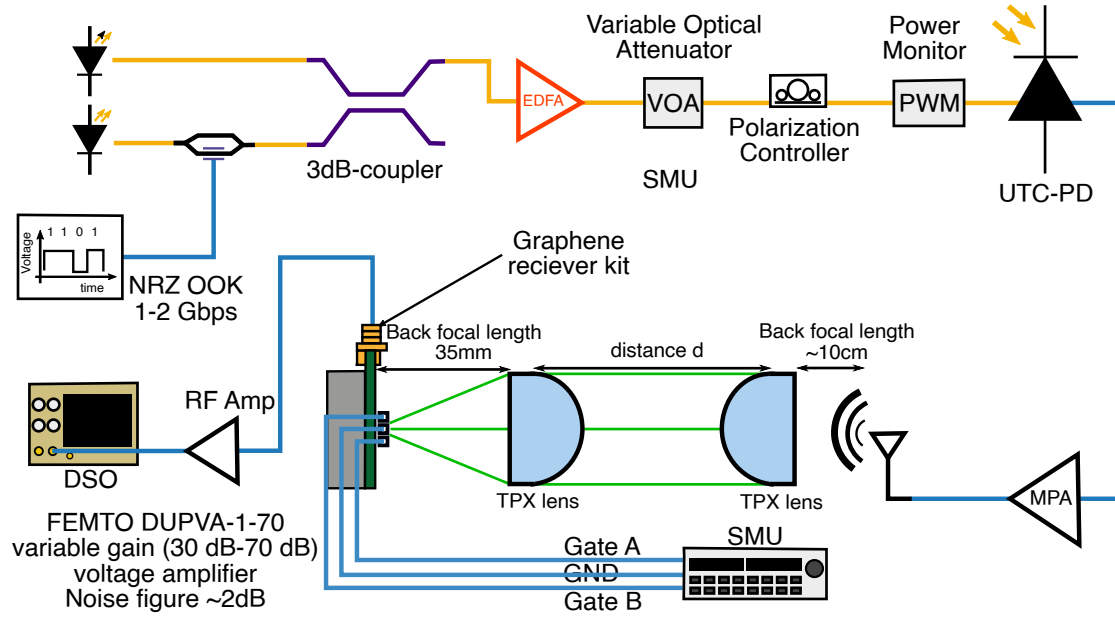 Variable Optical
Attenuator
Power
Monitor
EDFA
VOA
PWM
3dB-coupler
SMU
Polarization
Controller
UTC-PD
Voltage
1 1 0 1
time
NRZ OOK
1-2 Gbps
Graphene
reciever kit
Back focal length
35mm
distance d
Back focal length
~10cm
RF Amp
DSO
TPX lens
TPX lens
MPA
FEMTO DUPVA-1-70
variable gain (30 dB-70 dB)
voltage amplifier
Noise figure ~2dB
Gate A
GND
Gate B
SMU